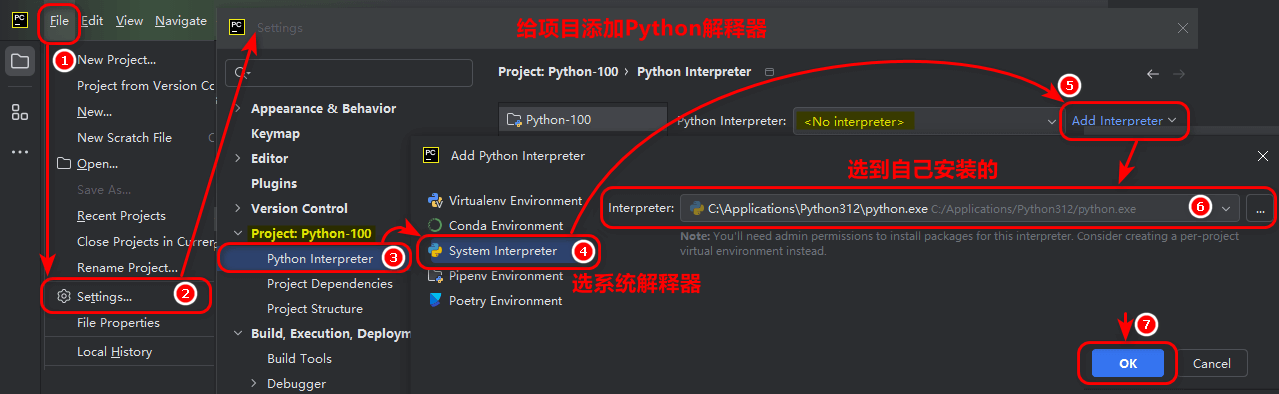 PC File Edit View Navigate
PC Settings
给项目添加Python解释器
① New Project...
Project from Version Co
New...
New Scratch File
Open...
Save As...
Recent Projects
Close Projects in Curren
Rename Project...
Settings... ②
File Properties
Local History
Appearance & Behavior
Keymap
Editor
Plugins
Version Control
Project: Python-100
Python Interpreter ③
Project Dependencies
Project Structure
Build, Execution, Deploym
Build Tools
Debugger
Project: Python-100 › Python Interpreter
Python-100
Python Interpreter: <No interpreter>
⑤
Add Interpreter
PC Add Python Interpreter
选到自己安装的
Virtualenv Environment
Conda Environment
System Interpreter ④
选系统解释器
Pipenv Environment
Poetry Environment
Interpreter: C:\Applications\Python312\python.exe C:/Applications/Python312/python.exe ⑥ ...
Note: You'll need admin permissions to install packages for this interpreter. Consider creating a per-project
virtual environment instead.
⑦
OK Cancel